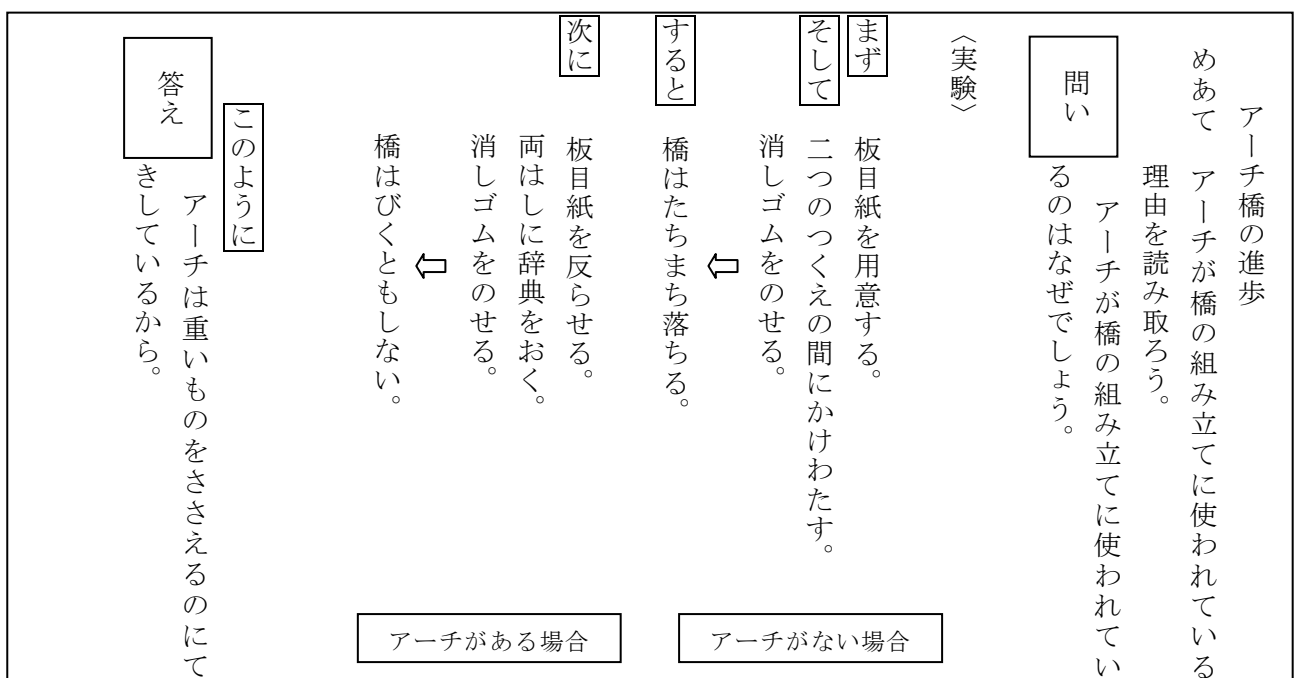 アーチ橋の進歩
めあて　アーチが橋の組み立てに使われている
理由を読み取ろう。
問い
アーチが橋の組み立てに使われてい
るのはなぜでしょう。
〈実験〉
まず
板目紙を用意する。
そして
二つのつくえの間にかけわたす。
消しゴムをのせる。
⇦
すると
橋はたちまち落ちる。
アーチがない場合
次に
板目紙を反らせる。
両はしに辞典をおく。
消しゴムをのせる。
⇦
橋はびくともしない。
アーチがある場合
このように
答え
アーチは重いものをささえるのにて
きしているから。